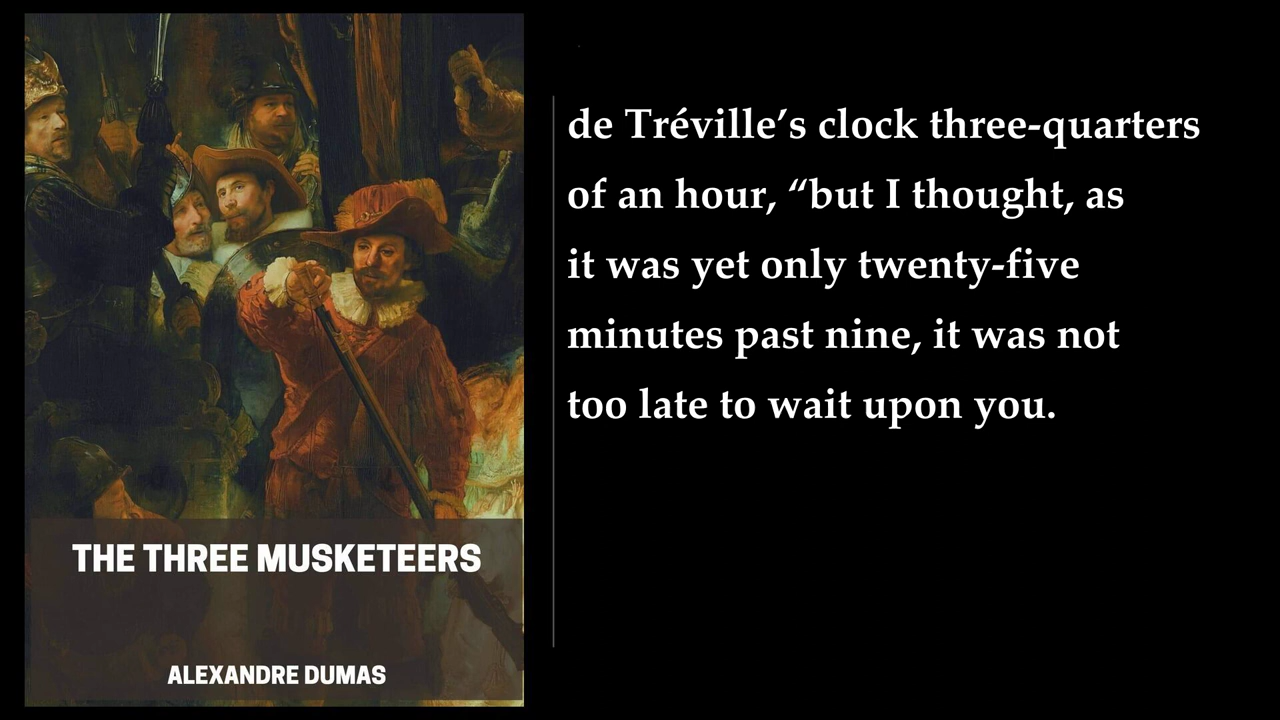 THE THREE MUSKETEERS
ALEXANDRE DUMAS
de Tréville’s clock three-quarters
of an hour, “but I thought, as
it was yet only twenty-five
minutes past nine, it was not
too late to wait upon you.